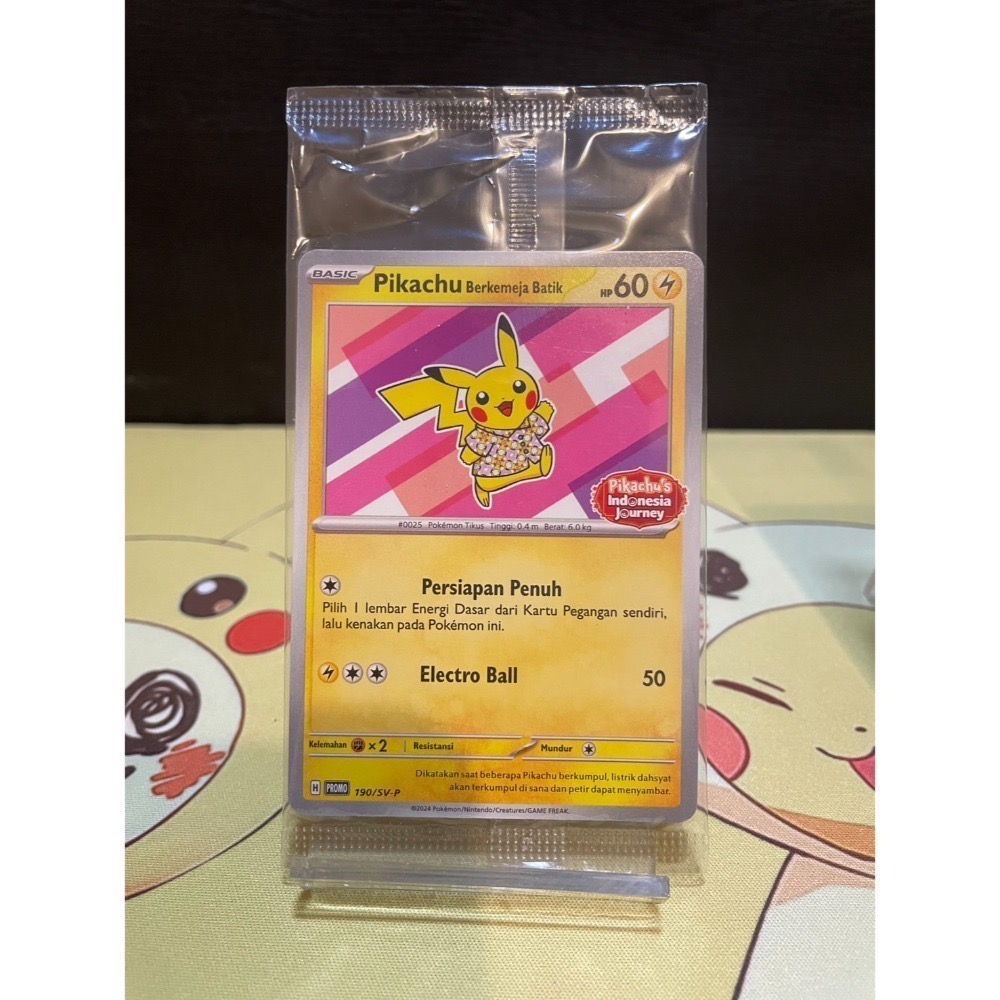 BASIC Pikachu Berkemeja Batik HP 60
Pikachu's
Indonesia
Journey
#0025 Pokémon Tikus Tinggi: 0.4 m Berat: 6.0 kg
Persiapan Penuh
Pilih 1 lembar Energi Dasar dari Kartu Pegangan sendiri,
lalu kenakan pada Pokémon ini.
Electro Ball 50
Kelemahan ×2 Resistansi Mundur
Dikatakan saat beberapa Pikachu berkumpul, listrik dahsyat
akan terkumpul di sana dan petir dapat menyambar.
H PROMO 190/SV-P
©2024 Pokémon/Nintendo/Creatures/GAME FREAK.